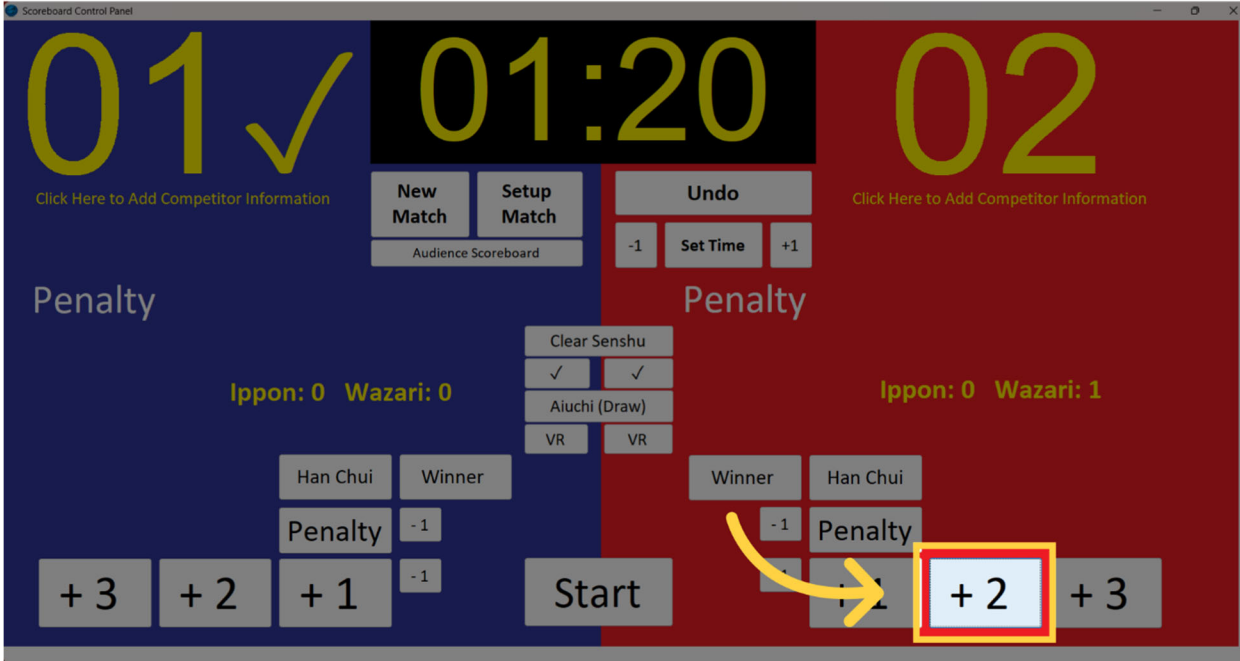 Scoreboard Control Panel
01✓
01:20
02
Click Here to Add Competitor Information
New Match
Setup Match
Undo
Click Here to Add Competitor Information
Audience Scoreboard
-1
Set Time
+1
Penalty
Penalty
Clear Senshu
✓ ✓
Ippon: 0 Wazari: 0
Aiuchi (Draw)
Ippon: 0 Wazari: 1
VR VR
Han Chui
Winner
Winner
Han Chui
Penalty
- 1
- 1
Penalty
+ 3
+ 2
+ 1
- 1
Start
+ 1
+ 2
+ 3